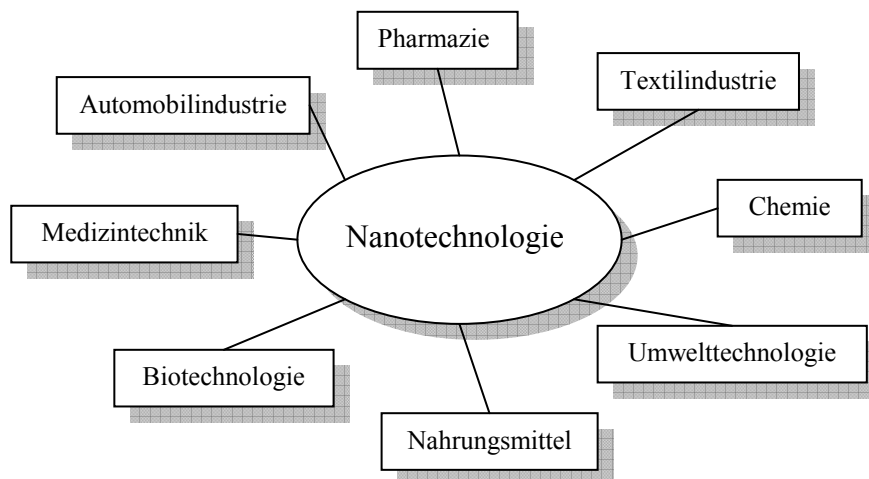 Pharmazie
Textilindustrie
Automobilindustrie
Chemie
Medizintechnik
Nanotechnologie
Umwelttechnologie
Biotechnologie
Nahrungsmittel